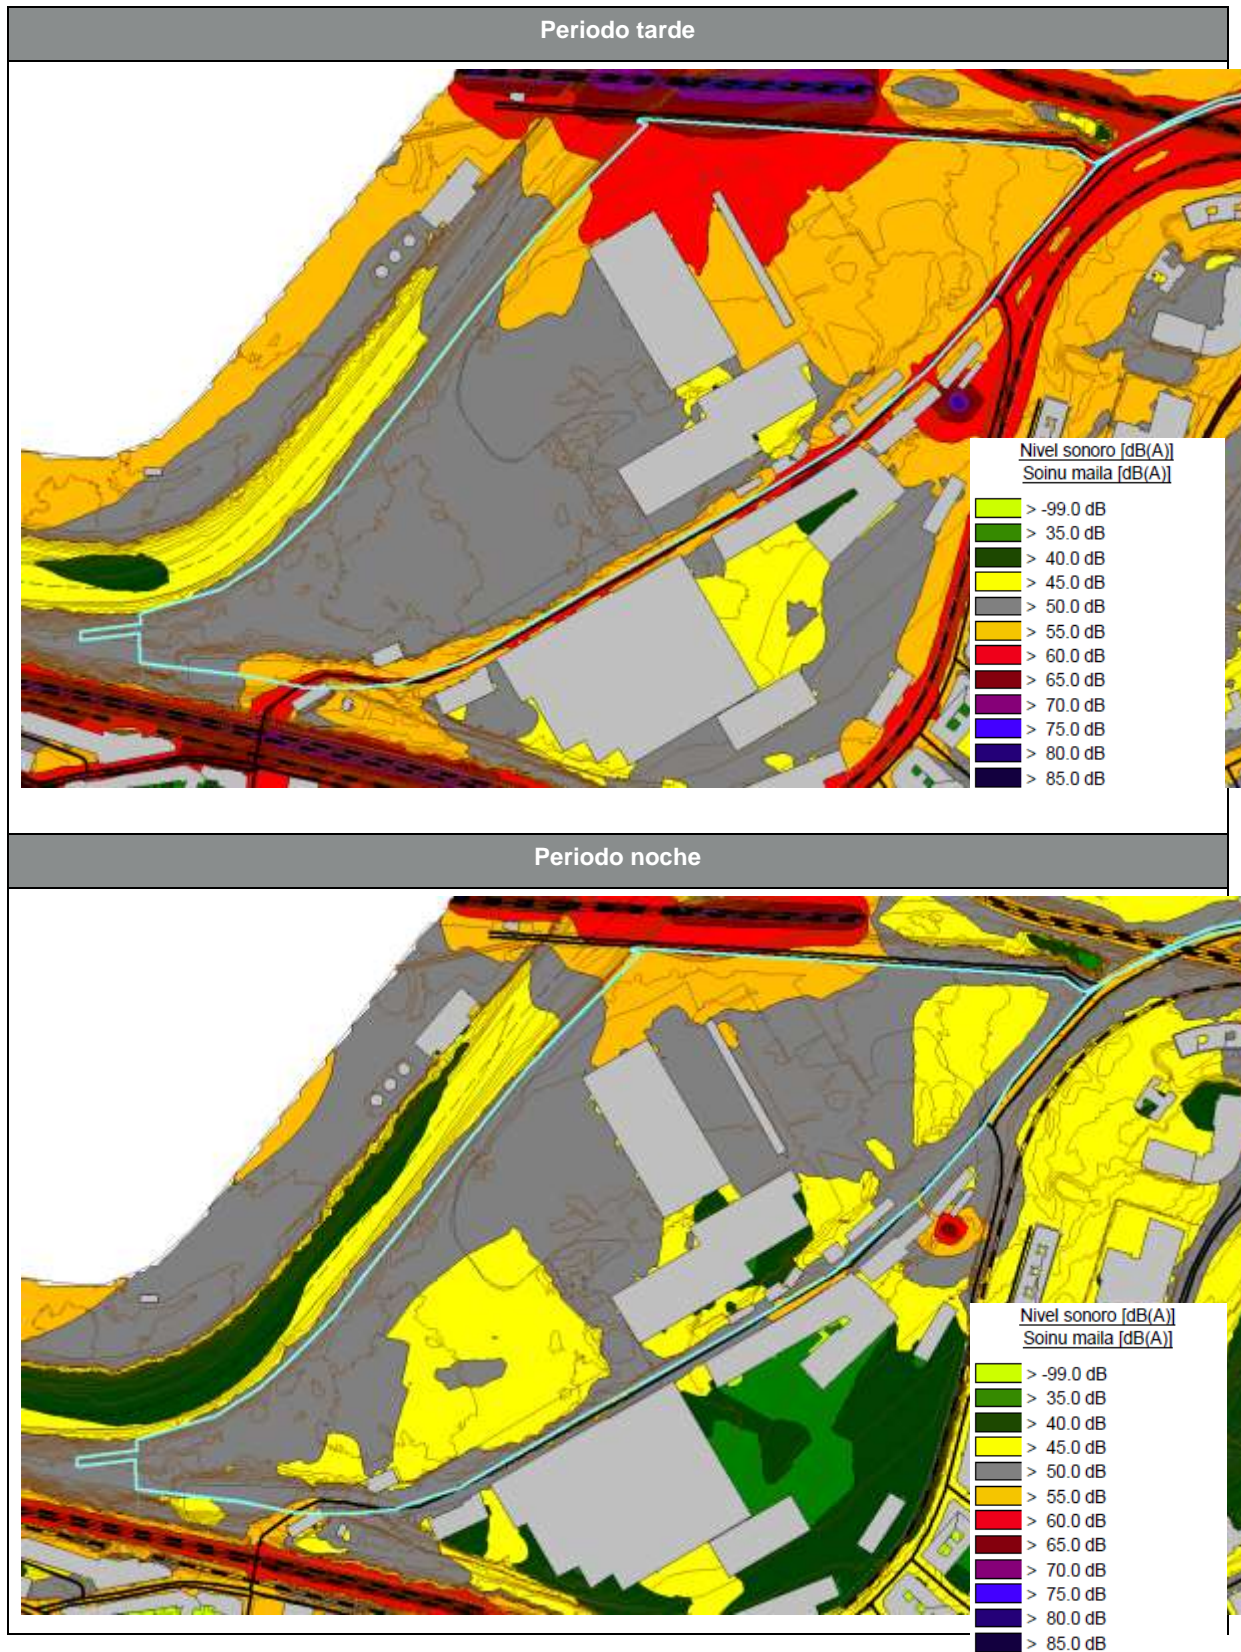 Periodo tarde
Nivel sonoro [dB(A)]
Soinu maila [dB(A)]
> -99.0 dB
> 35.0 dB
> 40.0 dB
> 45.0 dB
> 50.0 dB
> 55.0 dB
> 60.0 dB
> 65.0 dB
> 70.0 dB
> 75.0 dB
> 80.0 dB
> 85.0 dB
Periodo noche
Nivel sonoro [dB(A)]
Soinu maila [dB(A)]
> -99.0 dB
> 35.0 dB
> 40.0 dB
> 45.0 dB
> 50.0 dB
> 55.0 dB
> 60.0 dB
> 65.0 dB
> 70.0 dB
> 75.0 dB
> 80.0 dB
> 85.0 dB